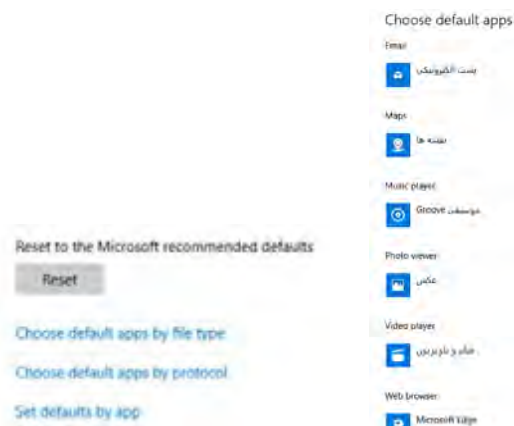 Choose default apps
Email
پست الکترونیکی
Maps
نقشه ها
Music player
Groove موسیقی
Photo viewer
عکس
Video player
فیلم و تلویزیون
Web browser
Microsoft Edge
Reset to the Microsoft recommended defaults
Reset
Choose default apps by file type
Choose default apps by protocol
Set defaults by app